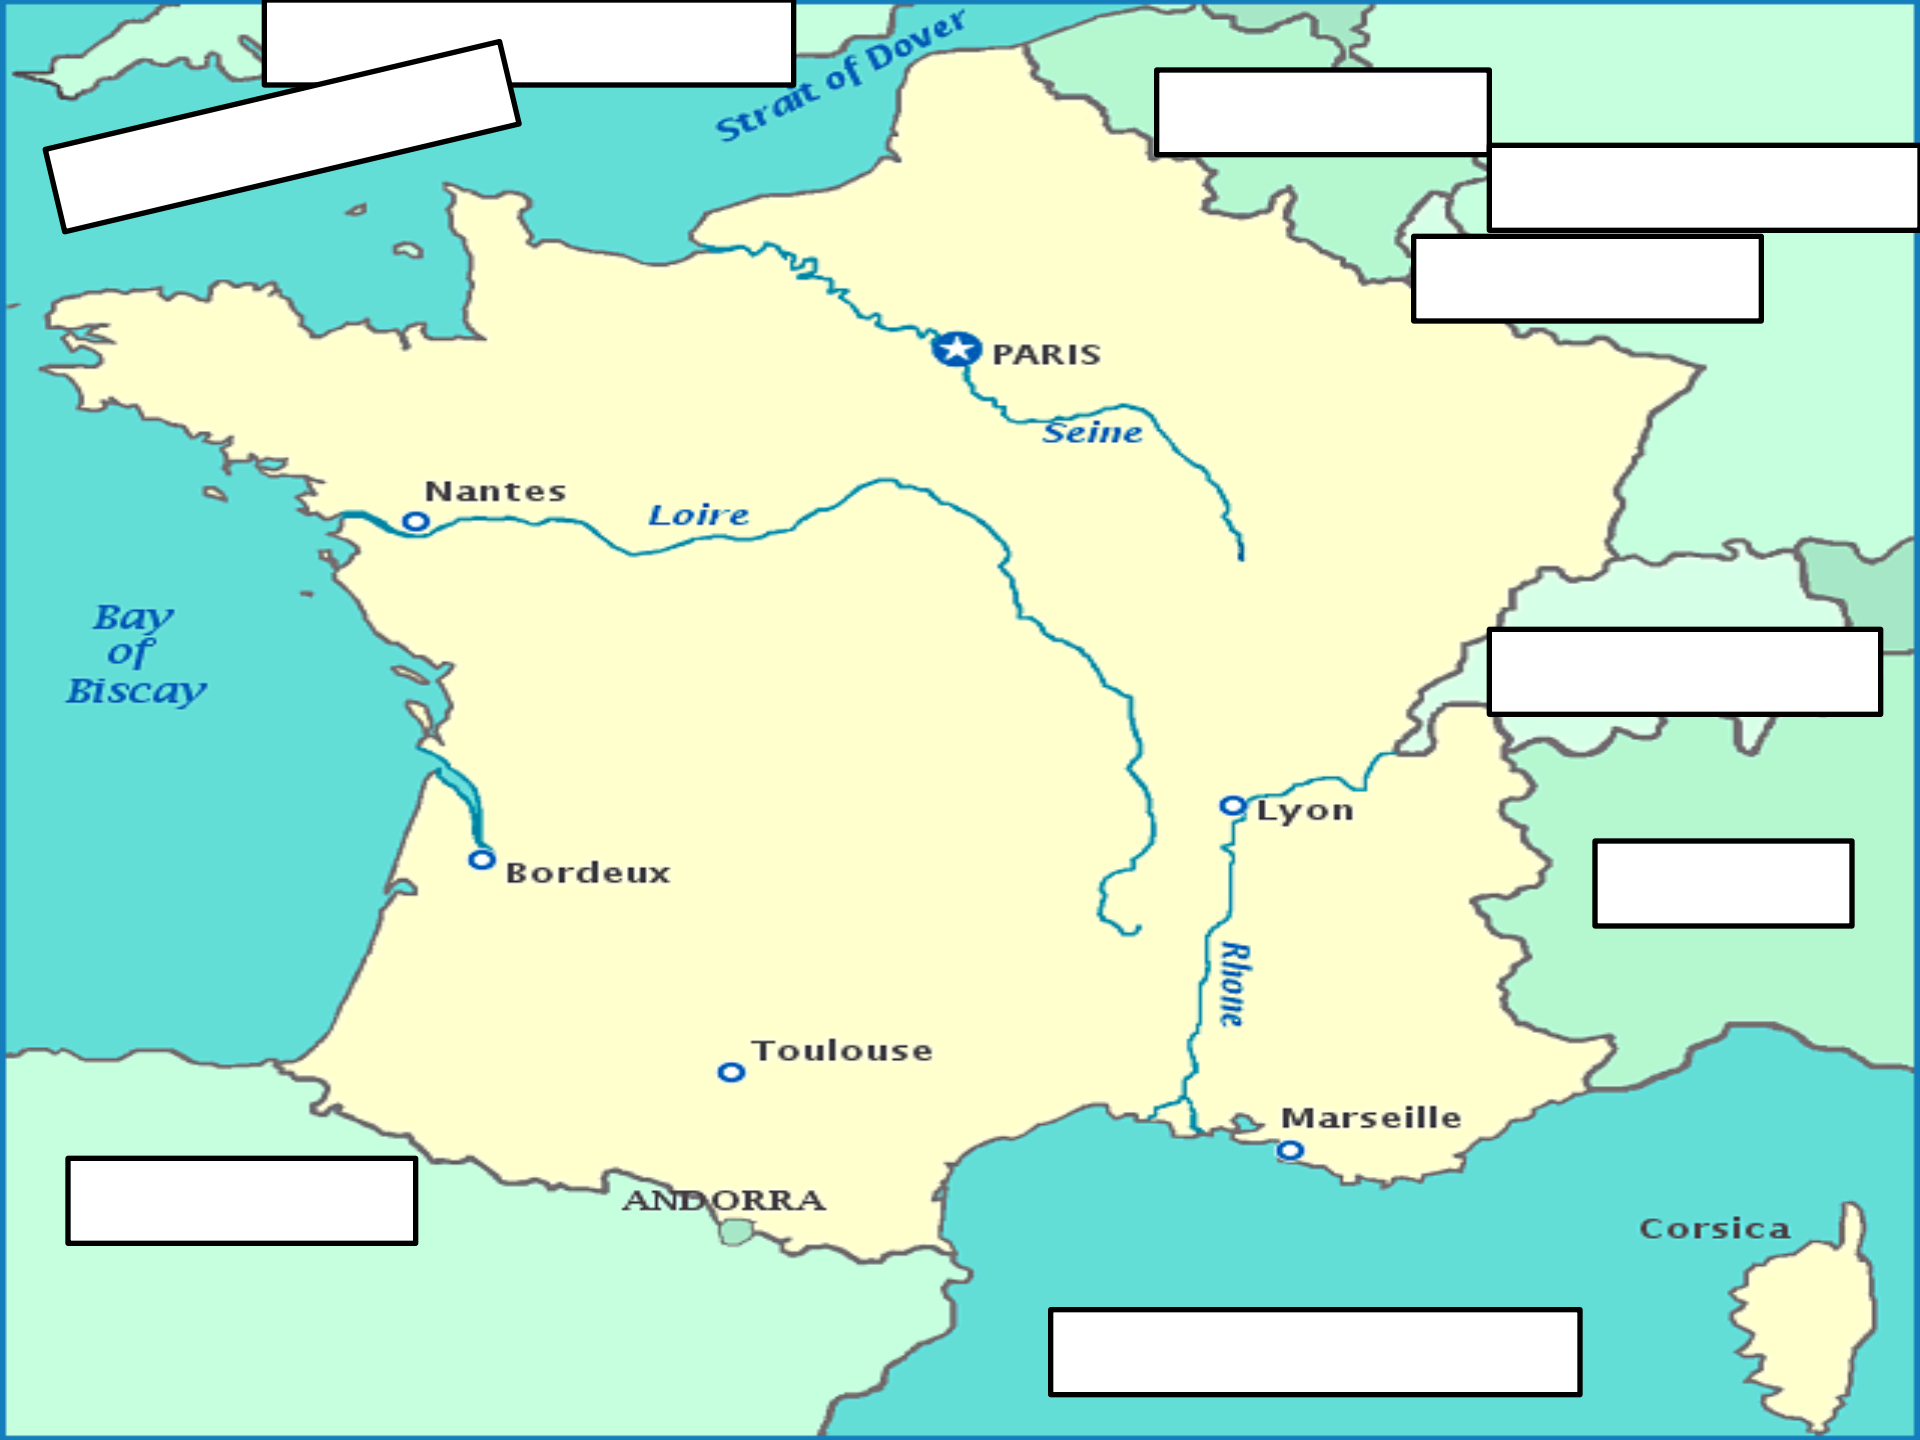 Strait of Dover
PARIS
Seine
Nantes
Loire
Bay
of
Biscay
Lyon
Bordeux
Rhone
Toulouse
Marseille
ANDORRA
Corsica